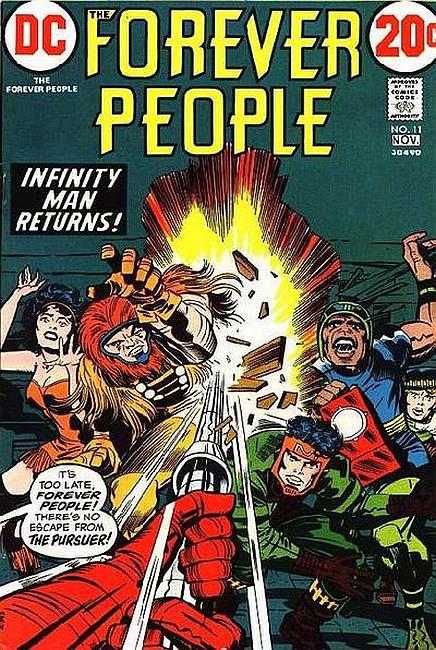 DC
THE
FOREVER
PEOPLE
20¢
THE
FOREVER PEOPLE
APPROVED
BY THE
COMICS
CODE
AUTHORITY
NO. 11
NOV.
30490
INFINITY
MAN
RETURNS!
IT'S
TOO LATE,
FOREVER
PEOPLE!
THERE'S NO
ESCAPE FROM
THE PURSUER!